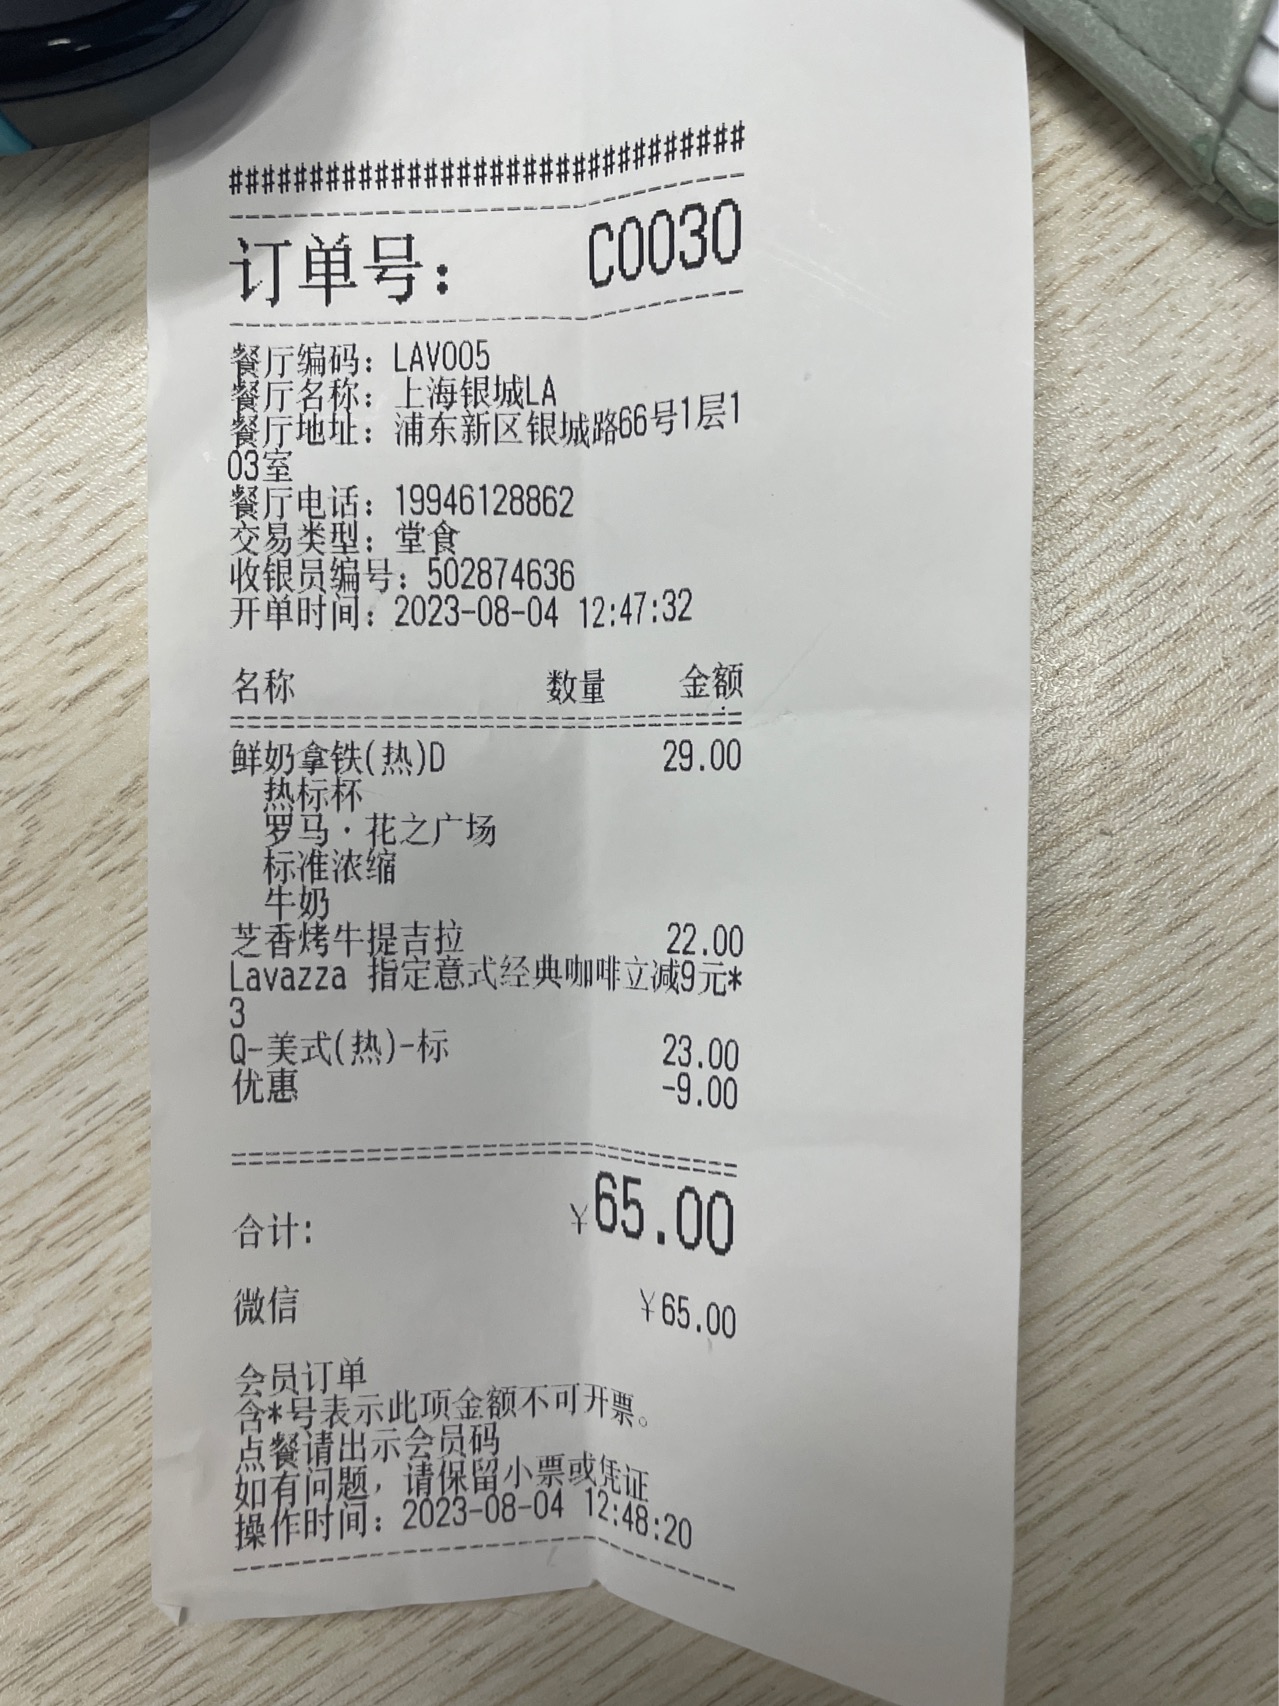 ################################
订单号： C0030
餐厅编码：LAV005
餐厅名称：上海银城LA
餐厅地址：浦东新区银城路66号1层1
03室
餐厅电话：19946128862
交易类型：堂食
收银员编号：502874636
开单时间：2023-08-04 12:47:32
名称 数量 金额
鲜奶拿铁(热)D 29.00
热标杯
罗马·花之广场
标准浓缩
牛奶
芝香烤牛提吉拉 22.00
Lavazza 指定意式经典咖啡立减9元*
3
Q-美式(热)-标 23.00
优惠 -9.00
合计: ¥65.00
微信 ¥65.00
会员订单
含*号表示此项金额不可开票。
点餐请出示会员码
如有问题，请保留小票或凭证
操作时间：2023-08-04 12:48:20